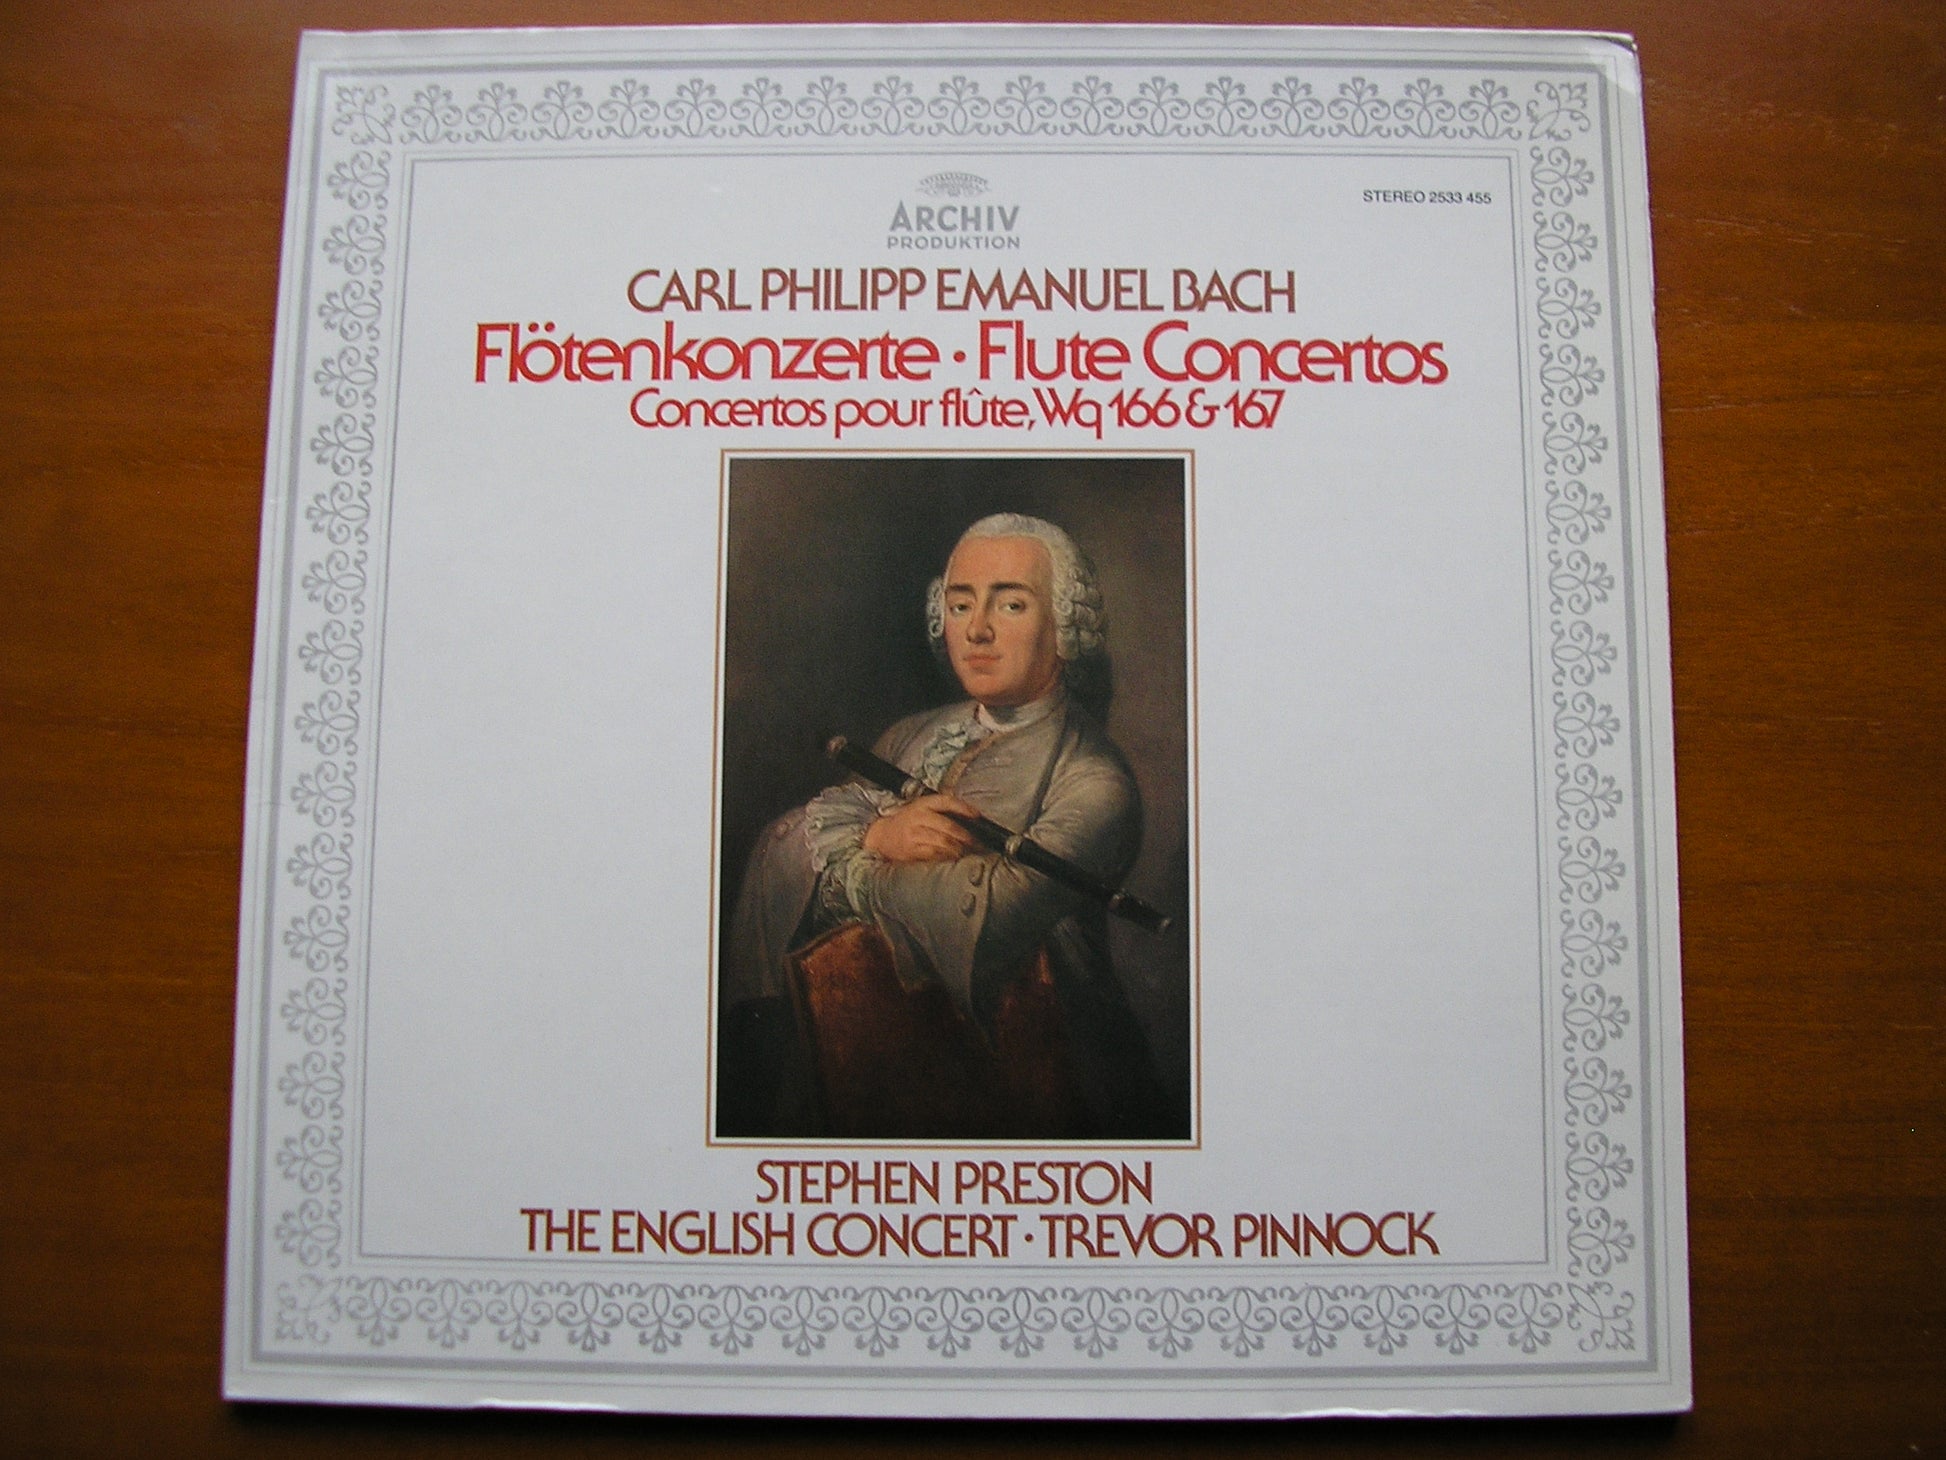 ARCHIV
PRODUKTION
STEREO 2533 455
CARL PHILIPP EMANUEL BACH
Flötenkonzerte · Flute Concertos
Concertos pour flûte, Wq 166 & 167
STEPHEN PRESTON
THE ENGLISH CONCERT · TREVOR PINNOCK